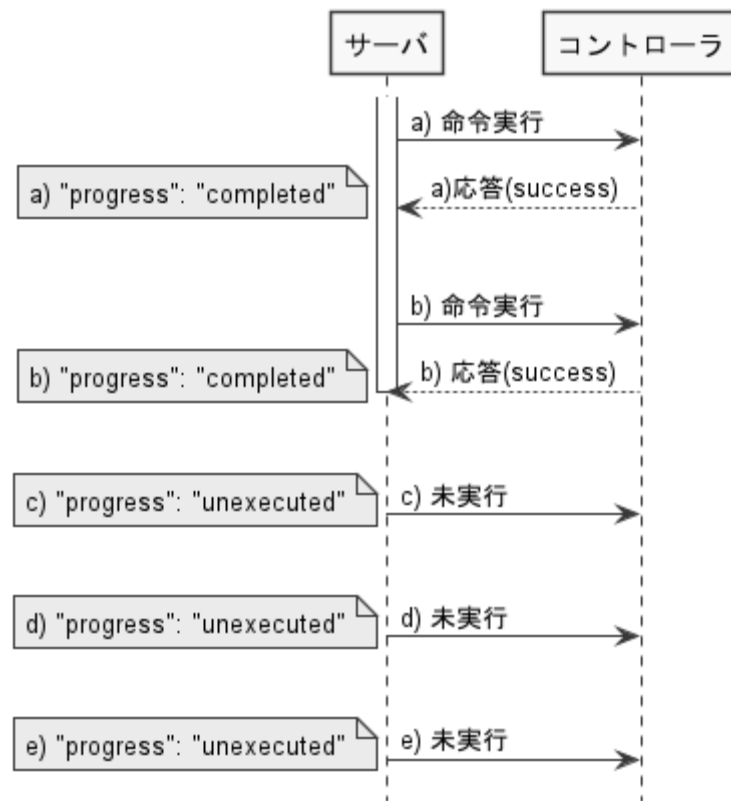 サーバ
コントローラ
a) 命令実行
a) "progress": "completed"
a)応答(success)
b) 命令実行
b) "progress": "completed"
b) 応答(success)
c) "progress": "unexecuted"
c) 未実行
d) "progress": "unexecuted"
d) 未実行
e) "progress": "unexecuted"
e) 未実行